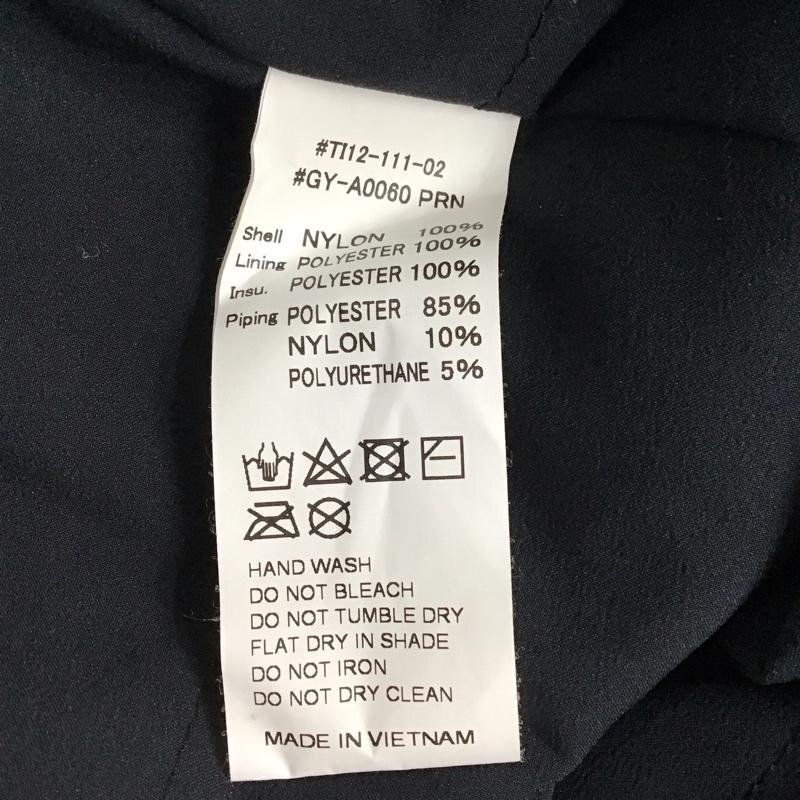 #TI12-111-02
#GY-A0060 PRN
Shell NYLON 100%
Lining POLYESTER 100%
Insu. POLYESTER 100%
Piping POLYESTER 85%
NYLON 10%
POLYURETHANE 5%
HAND WASH
DO NOT BLEACH
DO NOT TUMBLE DRY
FLAT DRY IN SHADE
DO NOT IRON
DO NOT DRY CLEAN
MADE IN VIETNAM